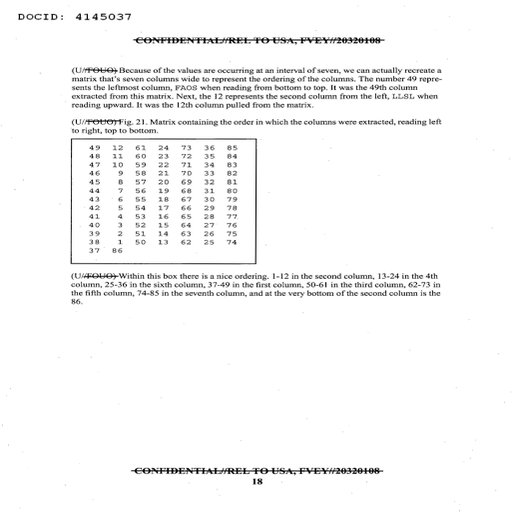 DOCID: 4145037
CONFIDENTIAL//REL TO USA, FVEY//20320108
(U//FOUO) Because of the values are occurring at an interval of seven, we can actually recreate a
matrix that's seven columns wide to represent the ordering of the columns. The number 49 repre-
sents the leftmost column, FAOS when reading from bottom to top. It was the 49th column
extracted from this matrix. Next, the 12 represents the second column from the left, LLSL when
reading upward. It was the 12th column pulled from the matrix.
(U//FOUO) Fig. 21. Matrix containing the order in which the columns were extracted, reading left
to right, top to bottom.
49 12 61 24 73 36 85
48 11 60 23 72 35 84
47 10 59 22 71 34 83
46 9 58 21 70 33 82
45 8 57 20 69 32 81
44 7 56 19 68 31 80
43 6 55 18 67 30 79
42 5 54 17 66 29 78
41 4 53 16 65 28 77
40 3 52 15 64 27 76
39 2 51 14 63 26 75
38 1 50 13 62 25 74
37 86
(U//FOUO) Within this box there is a nice ordering. 1-12 in the second column, 13-24 in the 4th
column, 25-36 in the sixth column, 37-49 in the first column, 50-61 in the third column, 62-73 in
the fifth column, 74-85 in the seventh column, and at the very bottom of the second column is the
86.
CONFIDENTIAL//REL TO USA, FVEY//20320108
18